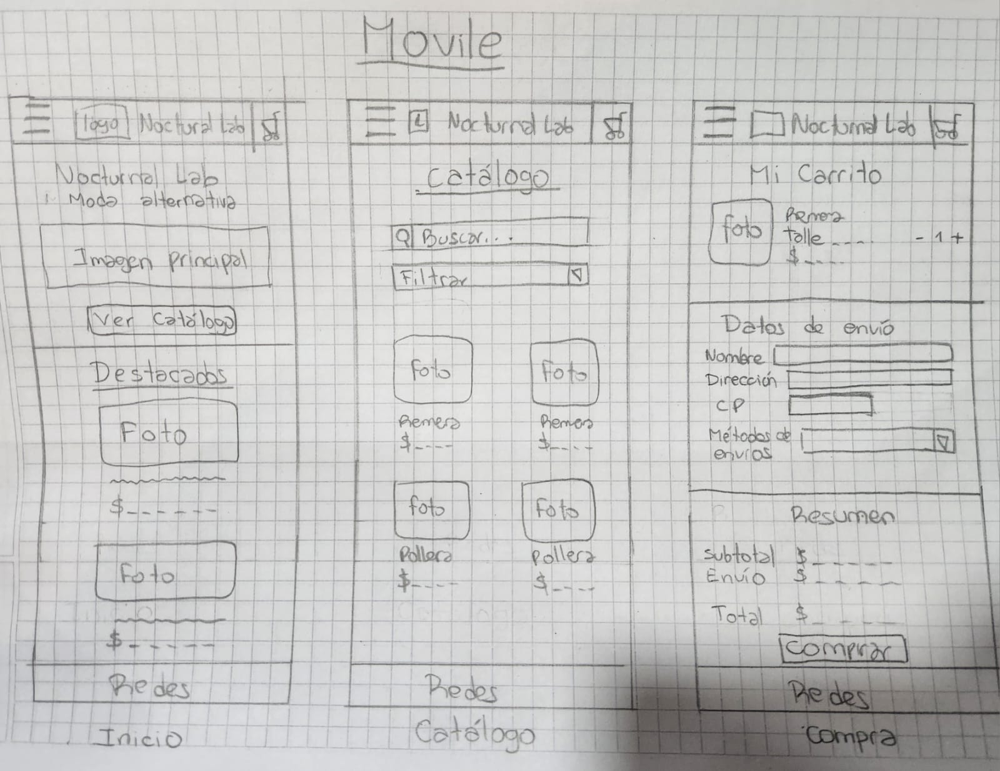 Movile
logo Noctural Lab
Nocturnal Lab
Moda alternativa
Imagen principal
Ver Catálogo
Destacados
Foto
$------
Foto
$------
Redes
Inicio
L Nocturnal Lab
Catálogo
Buscar...
Filtrar
Foto Foto
Remera Remera
$---- $----
Foto Foto
Pollera Pollera
$---- $----
Redes
Catálogo
Nocturnal Lab
Mi Carrito
foto
Remera
talle ---- - 1 +
$----
Datos de envío
Nombre
Dirección
CP
Métodos de
envíos
Resumen
Subtotal $-----
Envío $-----
Total $-----
Comprar
Redes
Compra